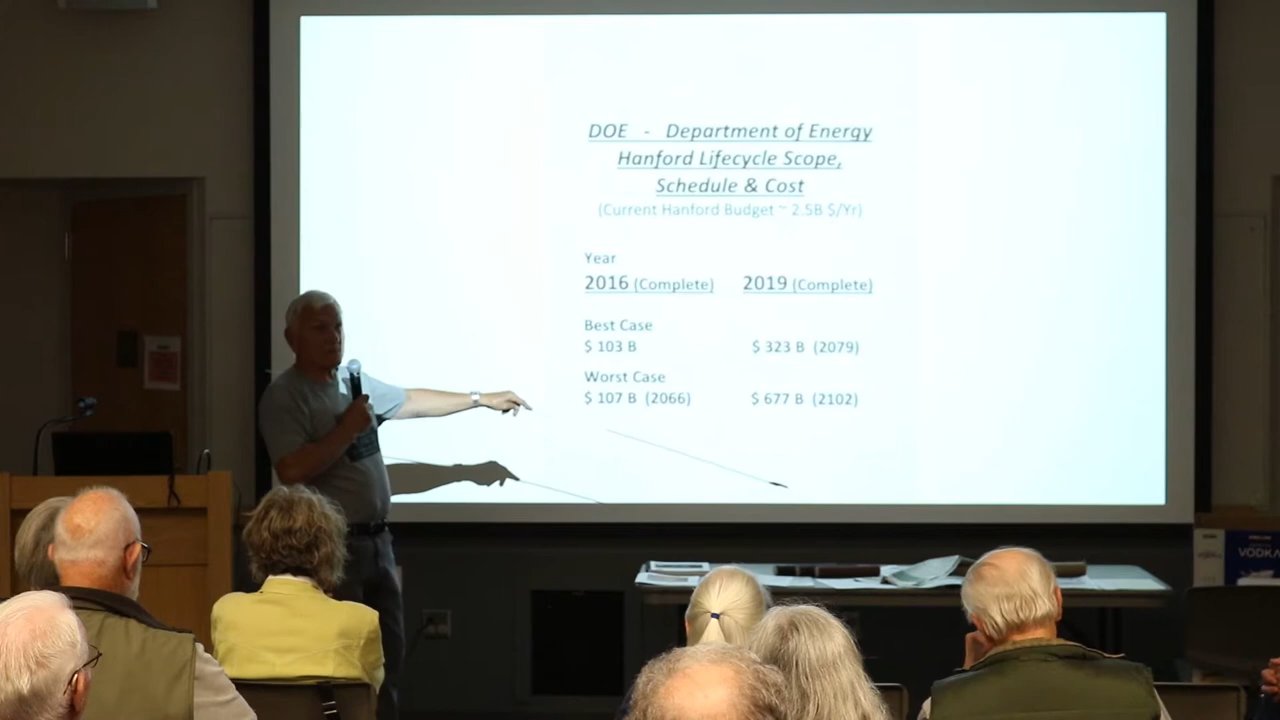 DOE - Department of Energy
Hanford Lifecycle Scope,
Schedule & Cost
(Current Hanford Budget ~ 2.5B $/Yr)
Year
2016 (Complete) 2019 (Complete)
Best Case
$ 103 B $ 323 B (2079)
Worst Case
$ 107 B (2066) $ 677 B (2102)
VODKA